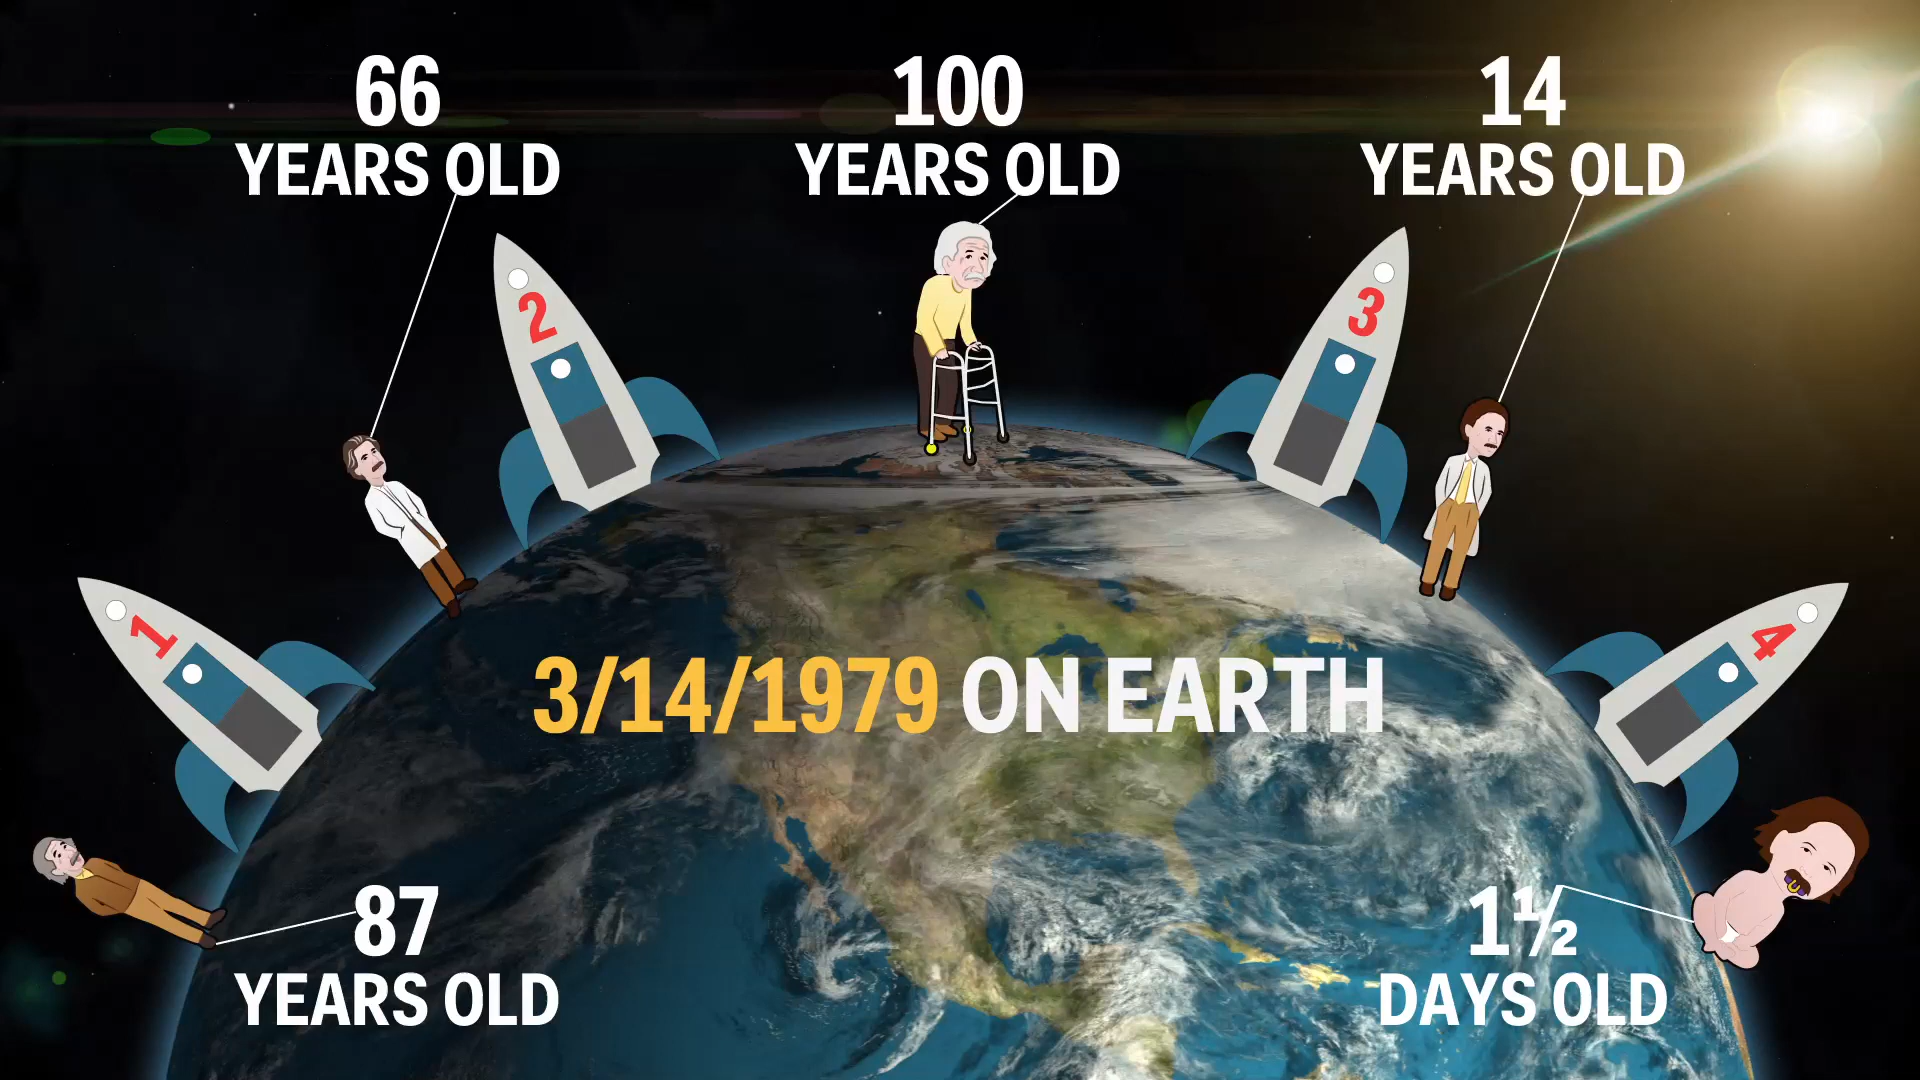 66
YEARS OLD
100
YEARS OLD
14
YEARS OLD
2
3
1
4
3/14/1979 ON EARTH
87
YEARS OLD
1½
DAYS OLD